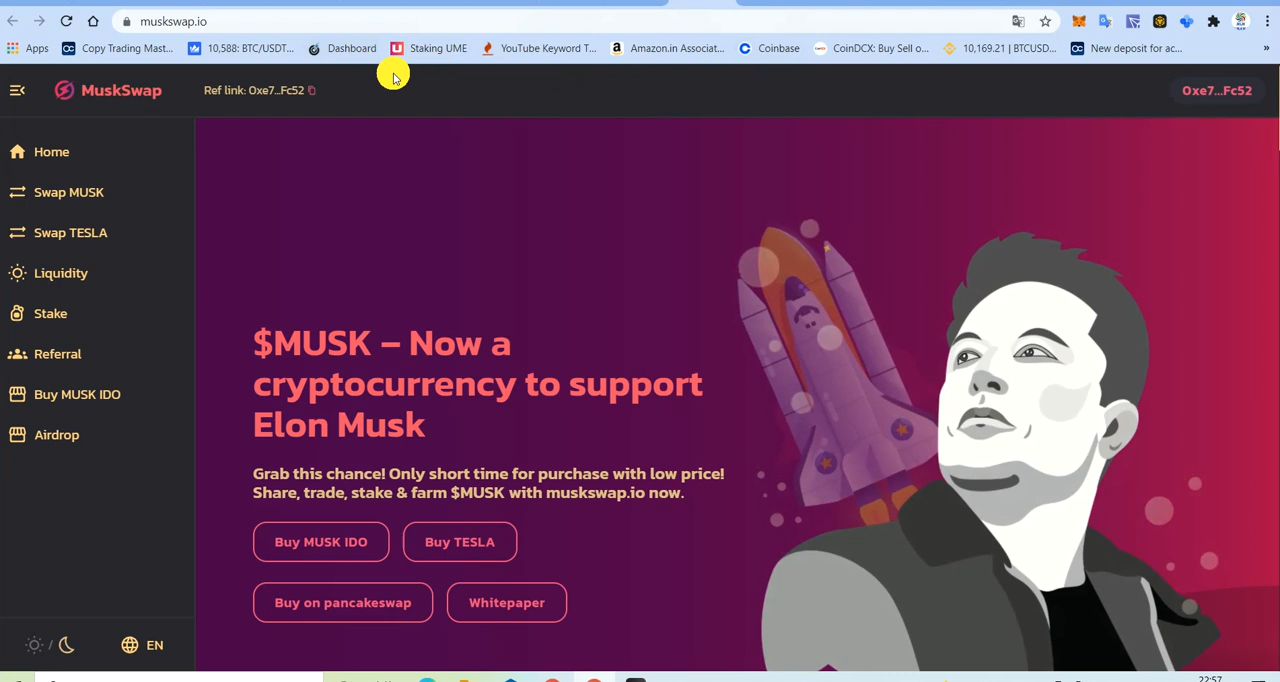 muskswap.io
Apps
Copy Trading Mast...
10,588: BTC/USDT...
Dashboard
Staking UME
YouTube Keyword T...
Amazon.in Associat...
Coinbase
CoinDCX: Buy Sell o...
10,169.21 | BTCUSD...
New deposit for ac...
»
MuskSwap
Ref link: 0xe7...Fc52
0xe7...Fc52
Home
Swap MUSK
Swap TESLA
Liquidity
Stake
Referral
Buy MUSK IDO
Airdrop
$MUSK – Now a
cryptocurrency to support
Elon Musk
Grab this chance! Only short time for purchase with low price!
Share, trade, stake & farm $MUSK with muskswap.io now.
Buy MUSK IDO
Buy TESLA
Buy on pancakeswap
Whitepaper
/
EN
22:57